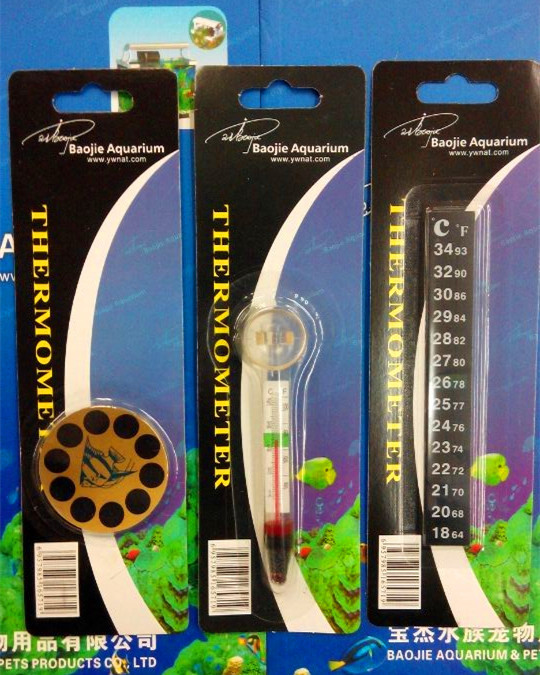 Baojie Aquarium
www.ywnat.com
THERMOME
Baojie Aquarium
www.ywnat.com
THERMOMETER
Baojie Aquarium
www.ywnat.com
THERMOMETER
°C °F
34 93
32 90
30 86
29 84
28 82
27 80
26 78
25 77
24 76
23 74
22 72
21 70
20 68
18 64
物用品有限公司
PETS PRODUCTS CO., LTD
宝杰水族宠物
BAOJIE AQUARIUM & PE